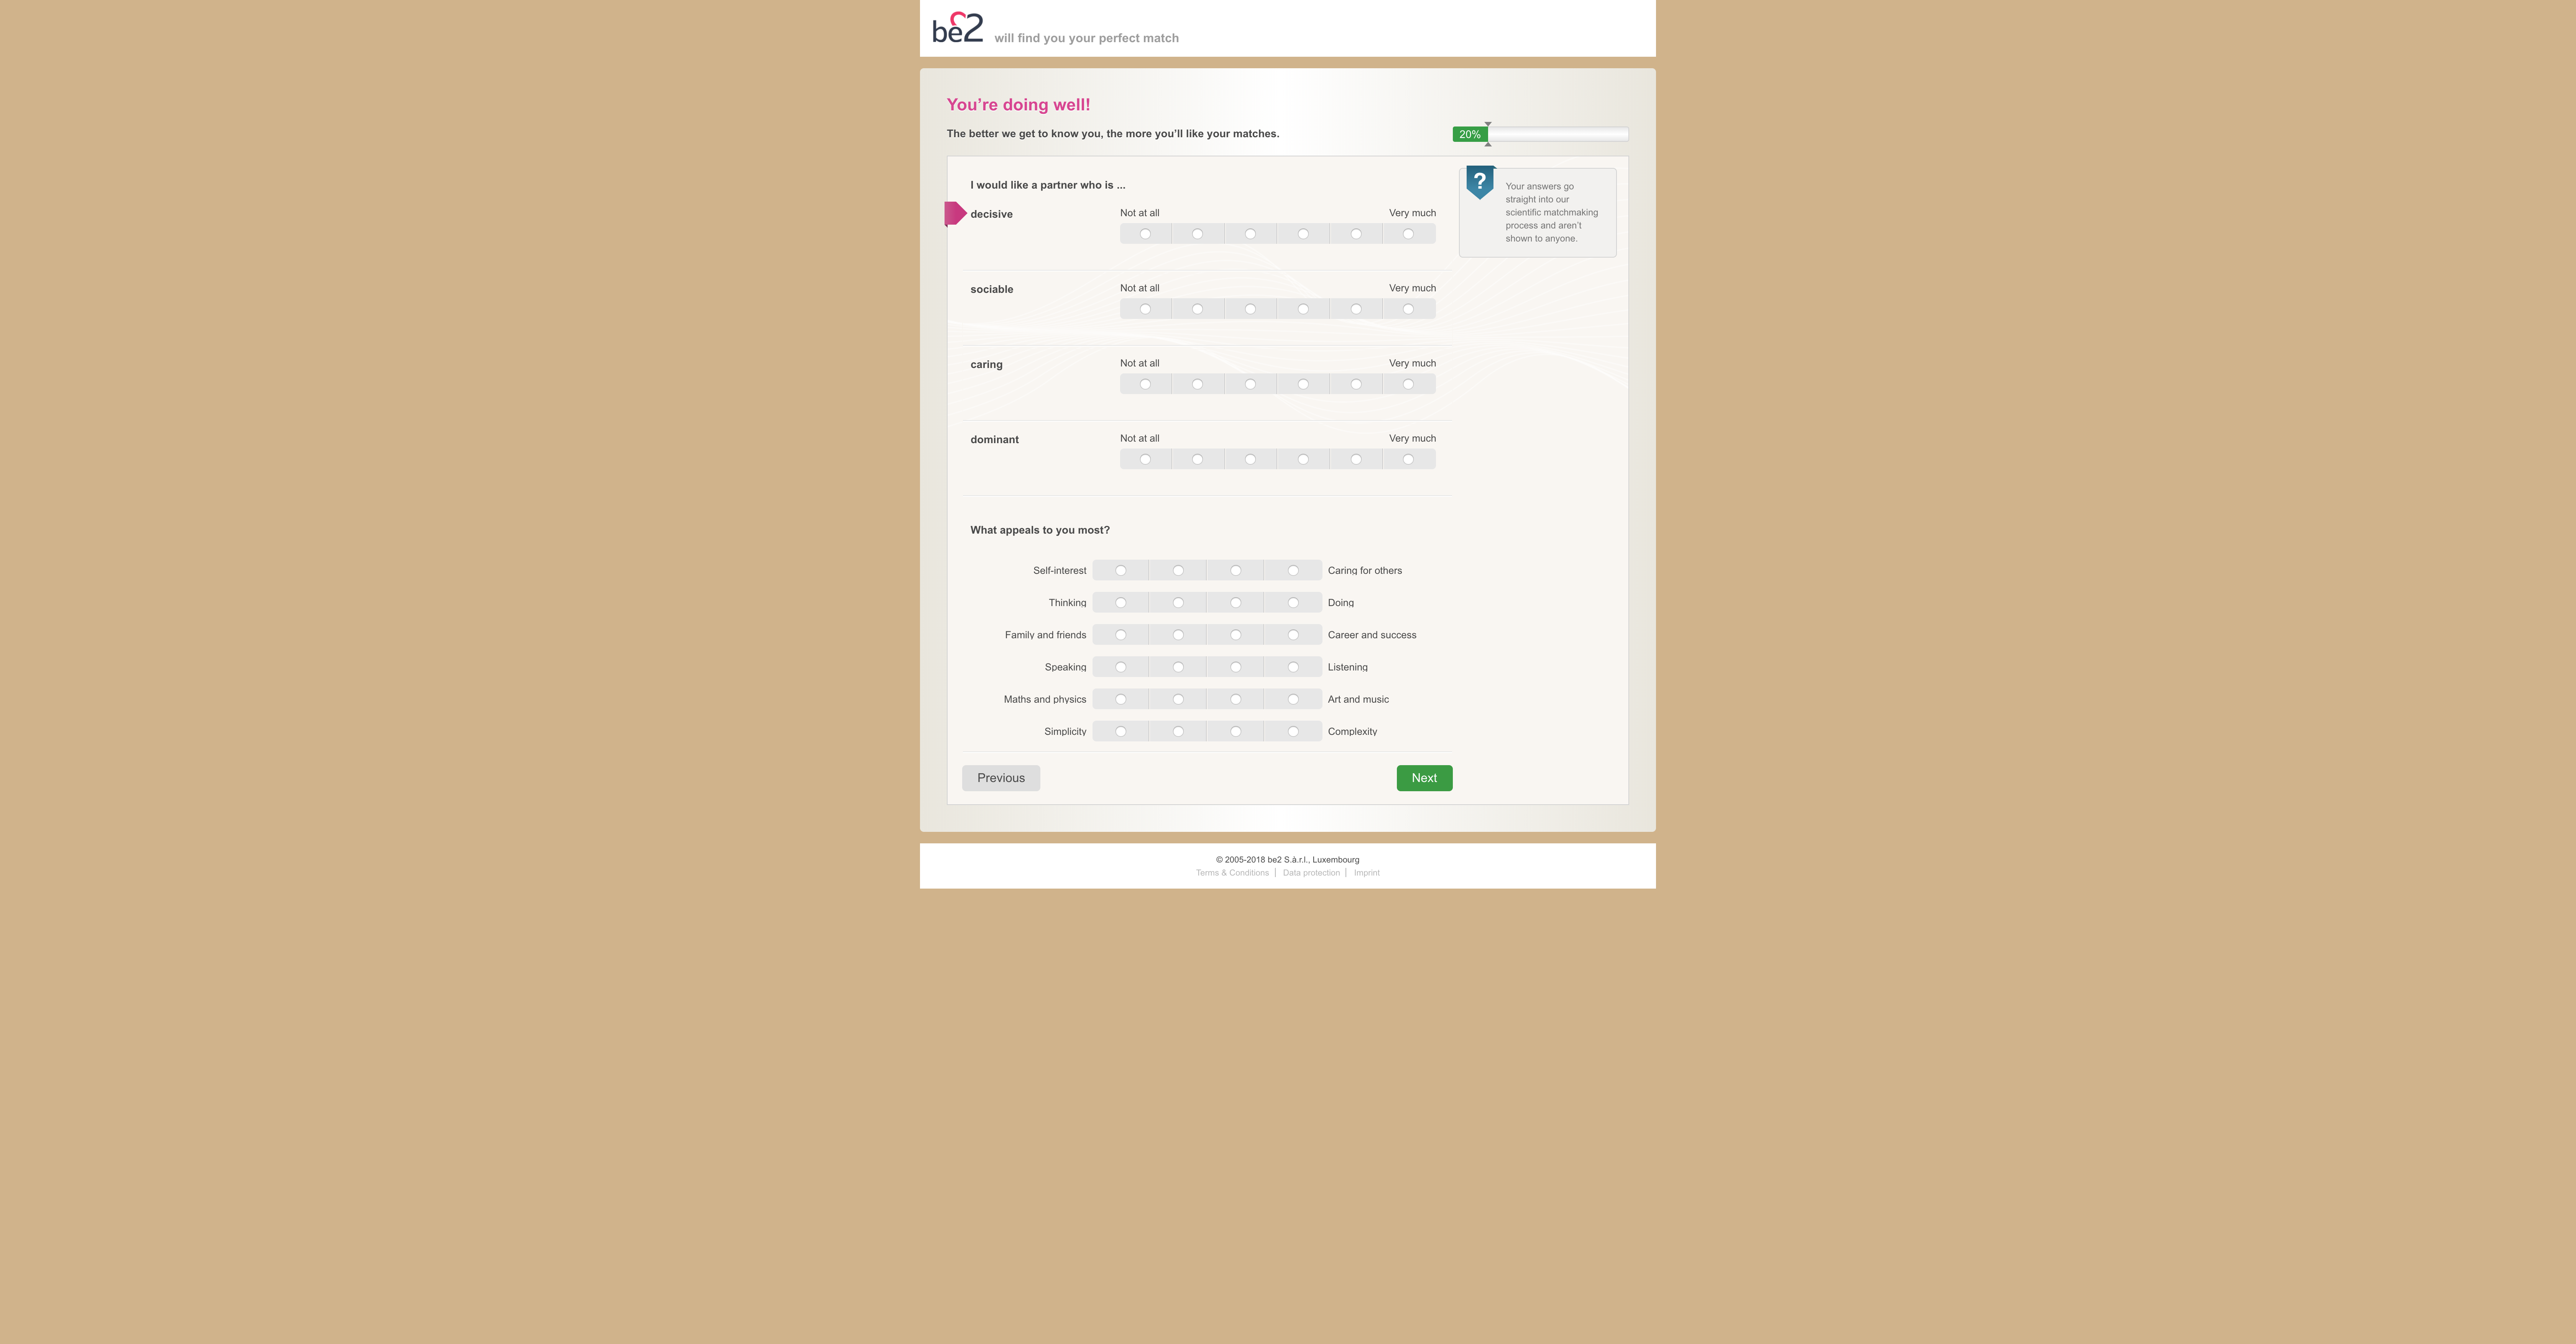 be2 will find you your perfect match
You're doing well!
The better we get to know you, the more you'll like your matches.
20%
I would like a partner who is ...
decisive
Not at all Very much
?
Your answers go
straight into our
scientific matchmaking
process and aren't
shown to anyone.
sociable
Not at all Very much
caring
Not at all Very much
dominant
Not at all Very much
What appeals to you most?
Self-interest Caring for others
Thinking Doing
Family and friends Career and success
Speaking Listening
Maths and physics Art and music
Simplicity Complexity
Previous Next
© 2005-2018 be2 S.à.r.l., Luxembourg
Terms & Conditions | Data protection | Imprint